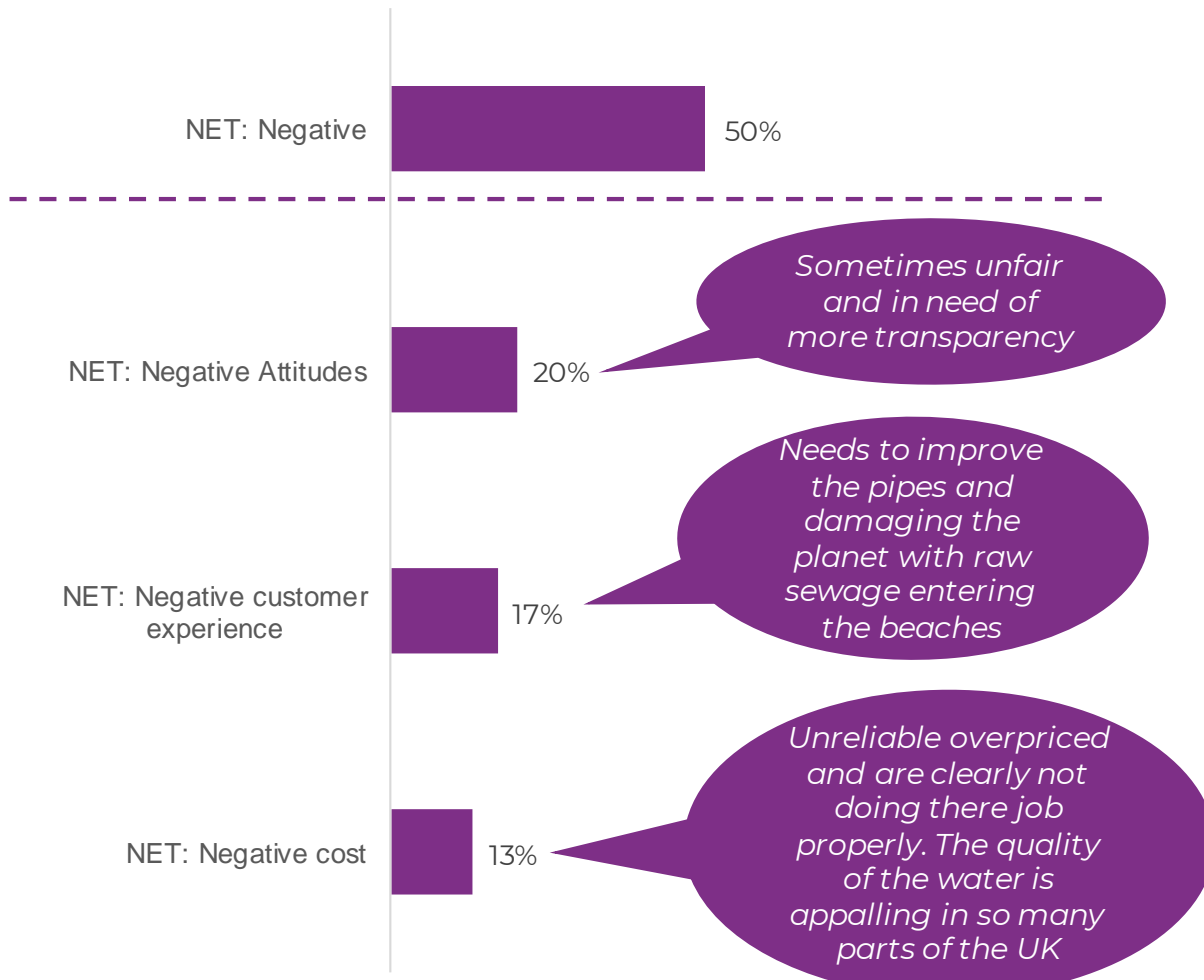 NET: Negative
50%
NET: Negative Attitudes
20%
Sometimes unfair
and in need of
more transparency
NET: Negative customer
experience
17%
Needs to improve
the pipes and
damaging the
planet with raw
sewage entering
the beaches
NET: Negative cost
13%
Unreliable overpriced
and are clearly not
doing there job
properly. The quality
of the water is
appalling in so many
parts of the UK